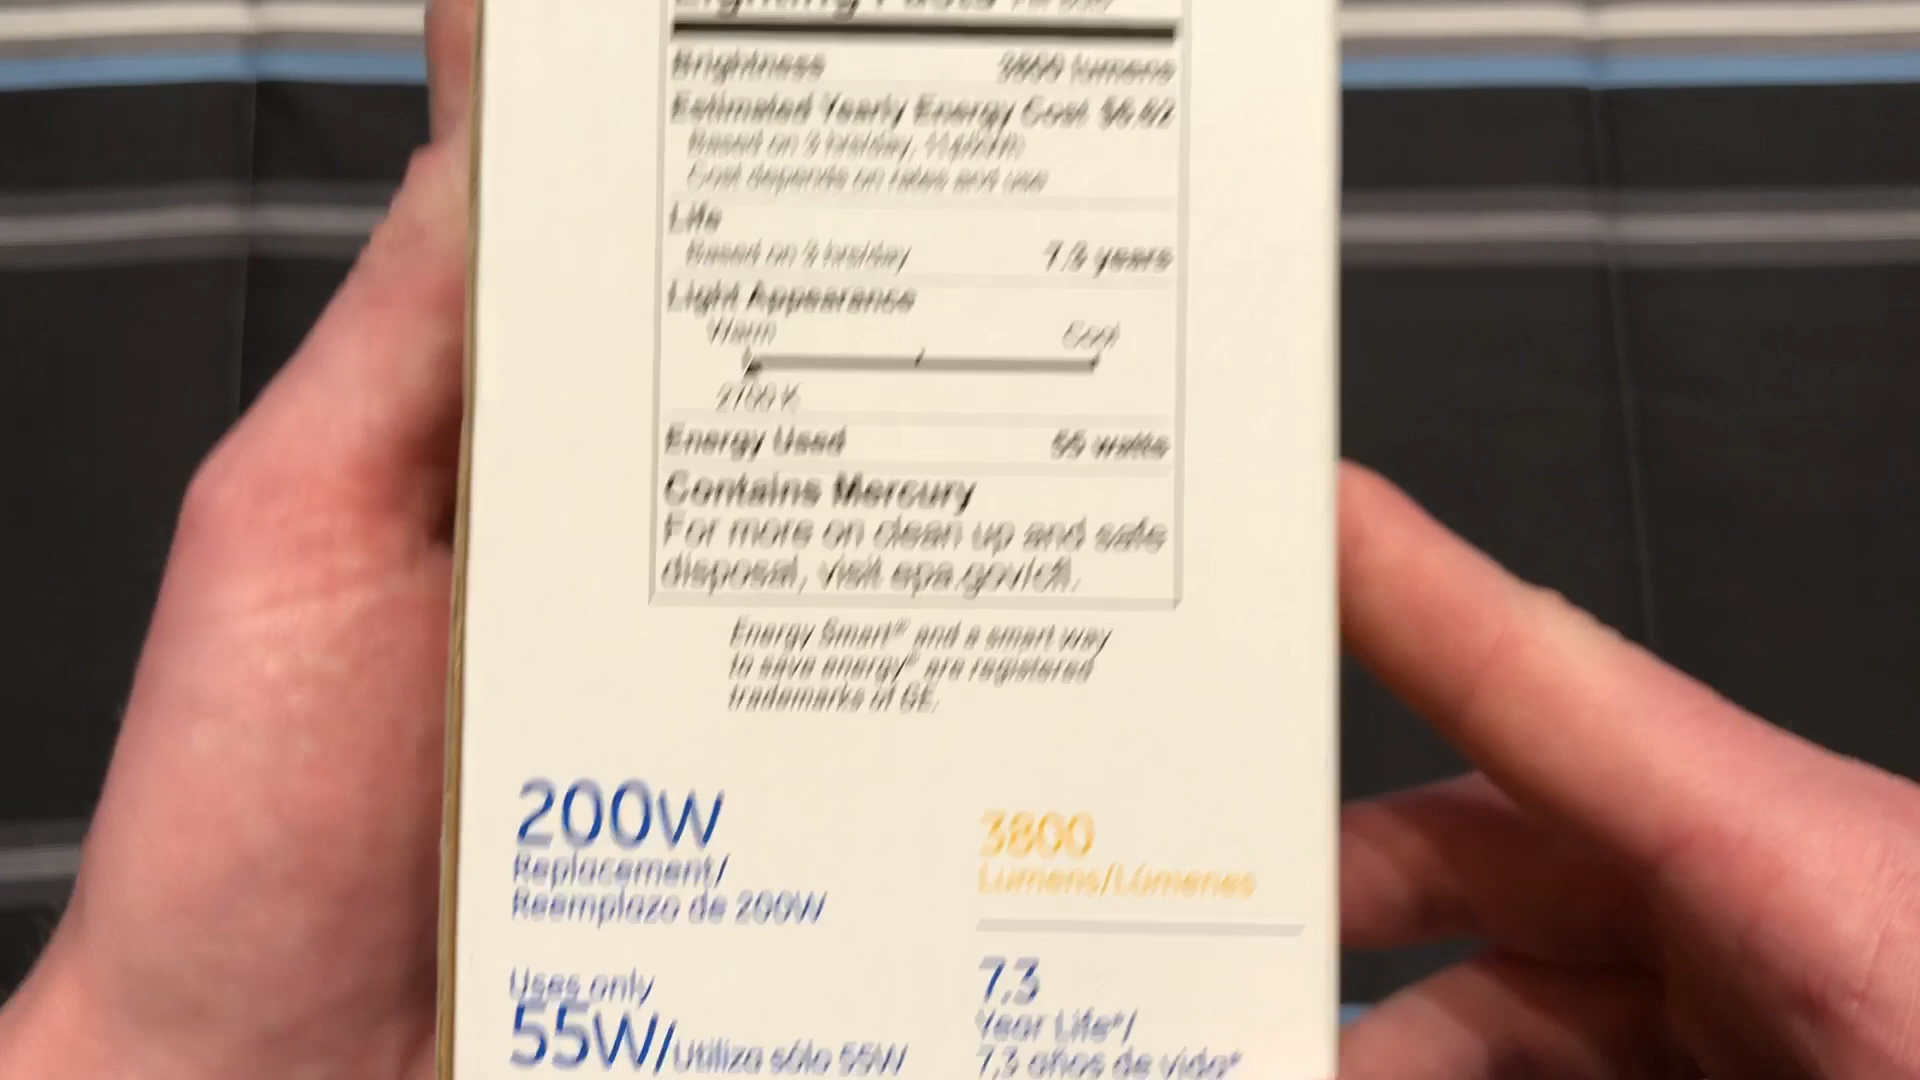 Lighting Facts Per Bulb
Brightness 3800 lumens
Estimated Yearly Energy Cost $6.62
Based on 3 hrs/day, 11¢/kWh
Cost depends on rates and use
Life
Based on 3 hrs/day 7.3 years
Light Appearance
Warm Cool
2700 K
Energy Used 55 watts
Contains Mercury
For more on clean up and safe
disposal, visit epa.gov/cfl.
Energy Smart® and a smart way
to save energy® are registered
trademarks of GE.
200W
Replacement/
Reemplazo de 200W
3800
Lumens/Lúmenes
Uses only
55W/Utiliza sólo 55W
7.3
Year Life*/
7,3 años de vida*